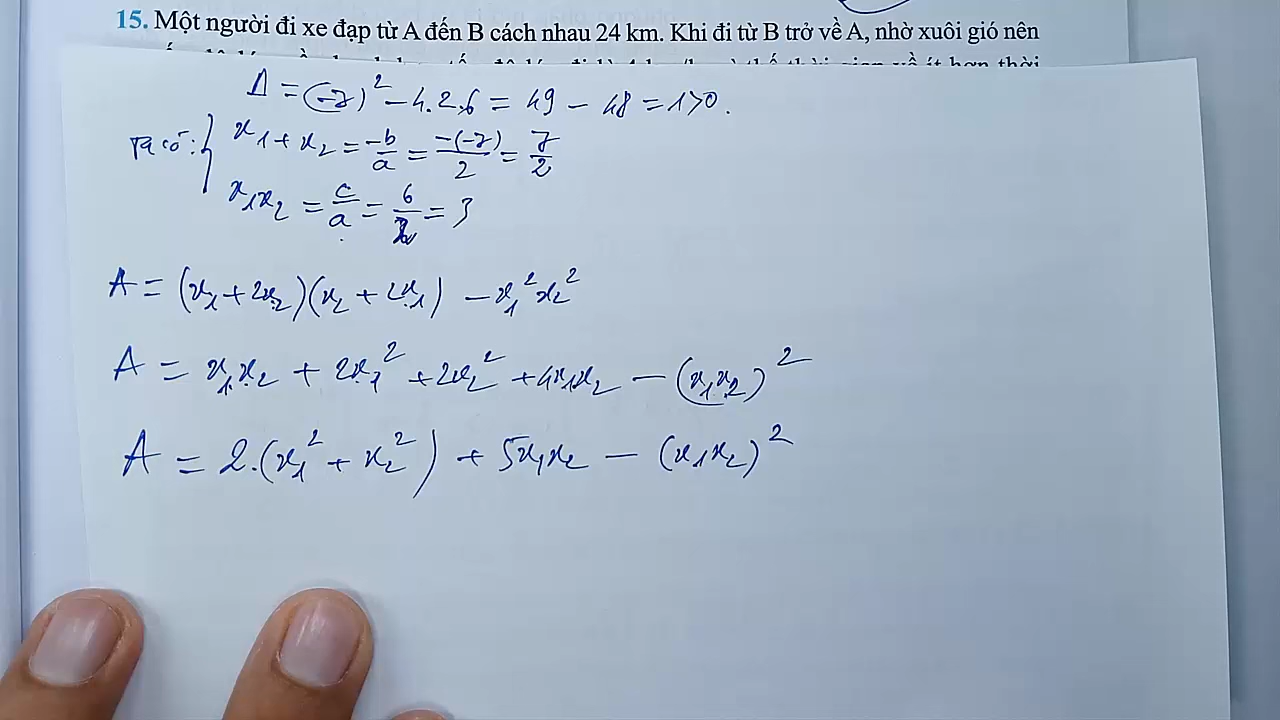 15. Một người đi xe đạp từ A đến B cách nhau 24 km. Khi đi từ B trở về A, nhờ xuôi gió nên
Δ = (-7)² - 4.2.6 = 49 - 48 = 1 > 0.
Ta có: { x₁ + x₂ = -b/a = -(-7)/2 = 7/2
x₁x₂ = c/a = 6/2 = 3
A = (x₁ + 2x₂)(x₂ + 2x₁) - x₁²x₂²
A = x₁x₂ + 2x₁² + 2x₂² + 4x₁x₂ - (x₁x₂)²
A = 2.(x₁² + x₂²) + 5x₁x₂ - (x₁x₂)²